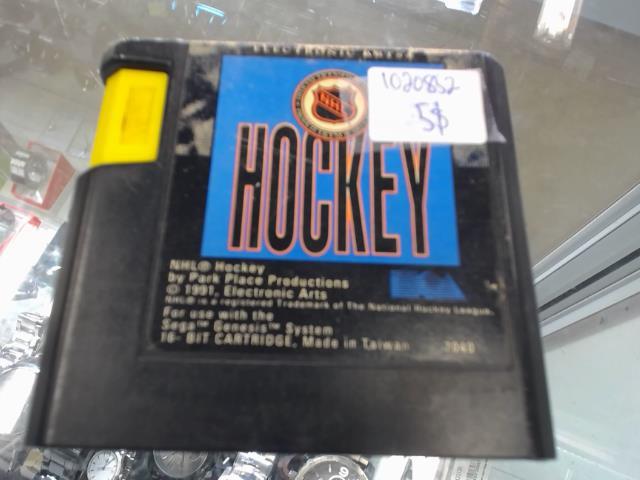 ELECTRONIC ARTS
NHL
1020852
5$
HOCKEY
NHL® Hockey
by Park Place Productions
© 1991, Electronic Arts
NHL® is a registered trademark of The National Hockey League.
For use with the
Sega™ Genesis™ System
16-BIT CARTRIDGE, Made in Taiwan